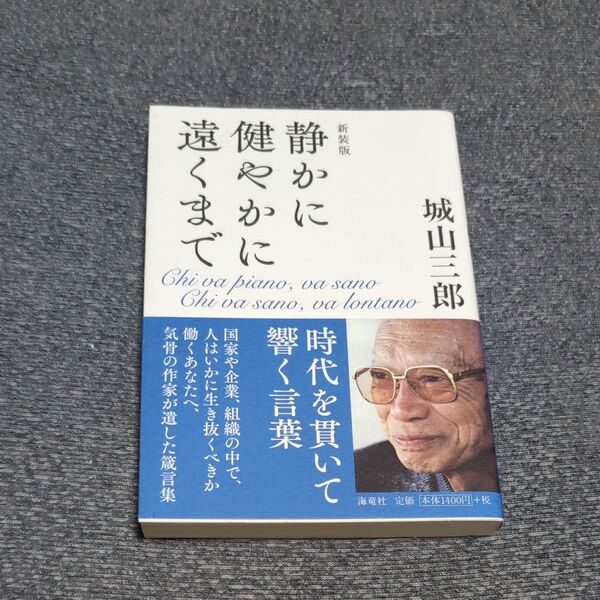 新装版
静かに
健やかに
遠くまで
城山三郎
Chi va piano, va sano
Chi va sano, va lontano
時代を貫いて
響く言葉
国家や企業、組織の中で、
人はいかに生き抜くべきか
働くあなたへ、
気骨の作家が遺した箴言集
海竜社 定価 本体1400円+税